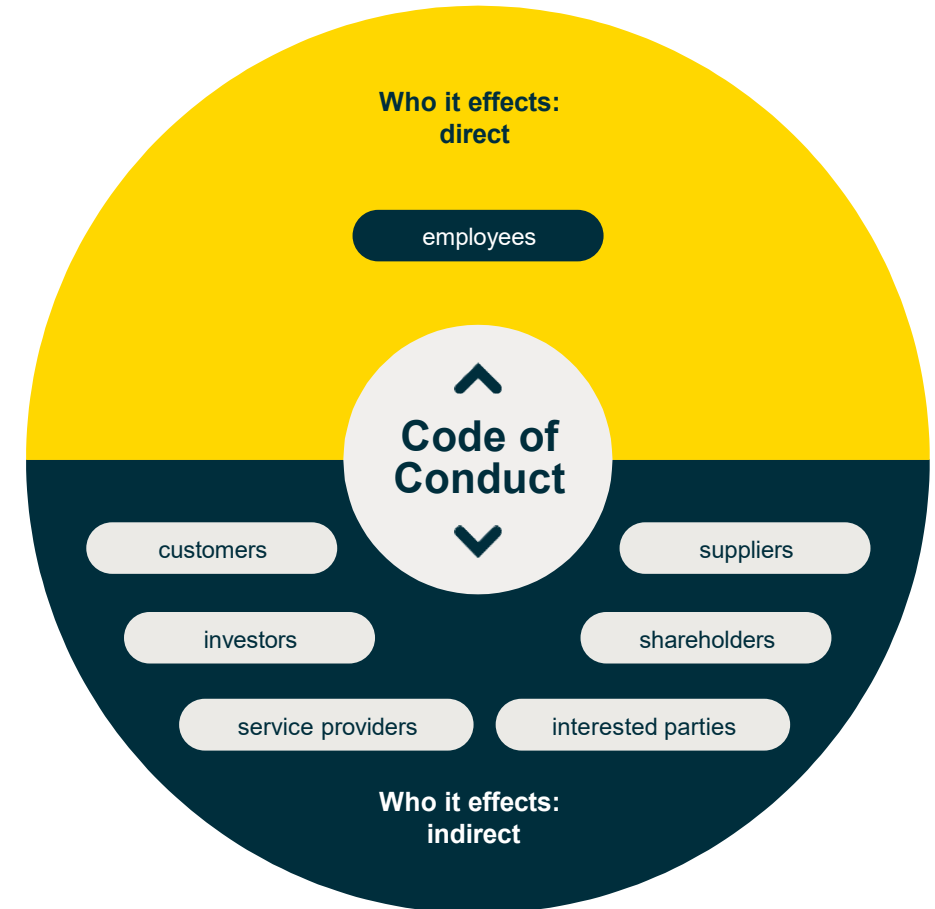 Who it effects:
direct
employees
Code of
Conduct
customers
suppliers
investors
shareholders
service providers
interested parties
Who it effects:
indirect